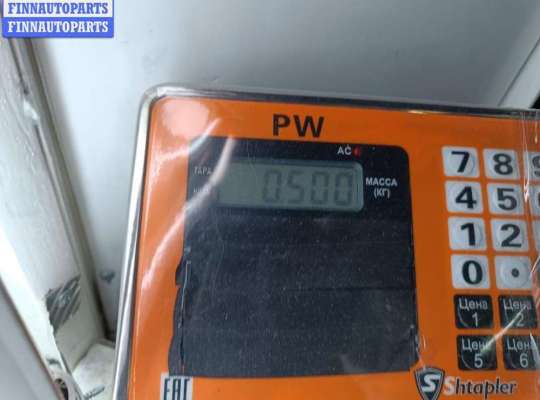 FINNAUTOPARTS
FINNAUTOPARTS
PW
AC
ТАРА
0.500
МАССА
(КГ)
7 8 9
4 5
1 2
0 .
Цена 1
Цена 2
Цена 5
Цена 6
EAC
S Shtapler